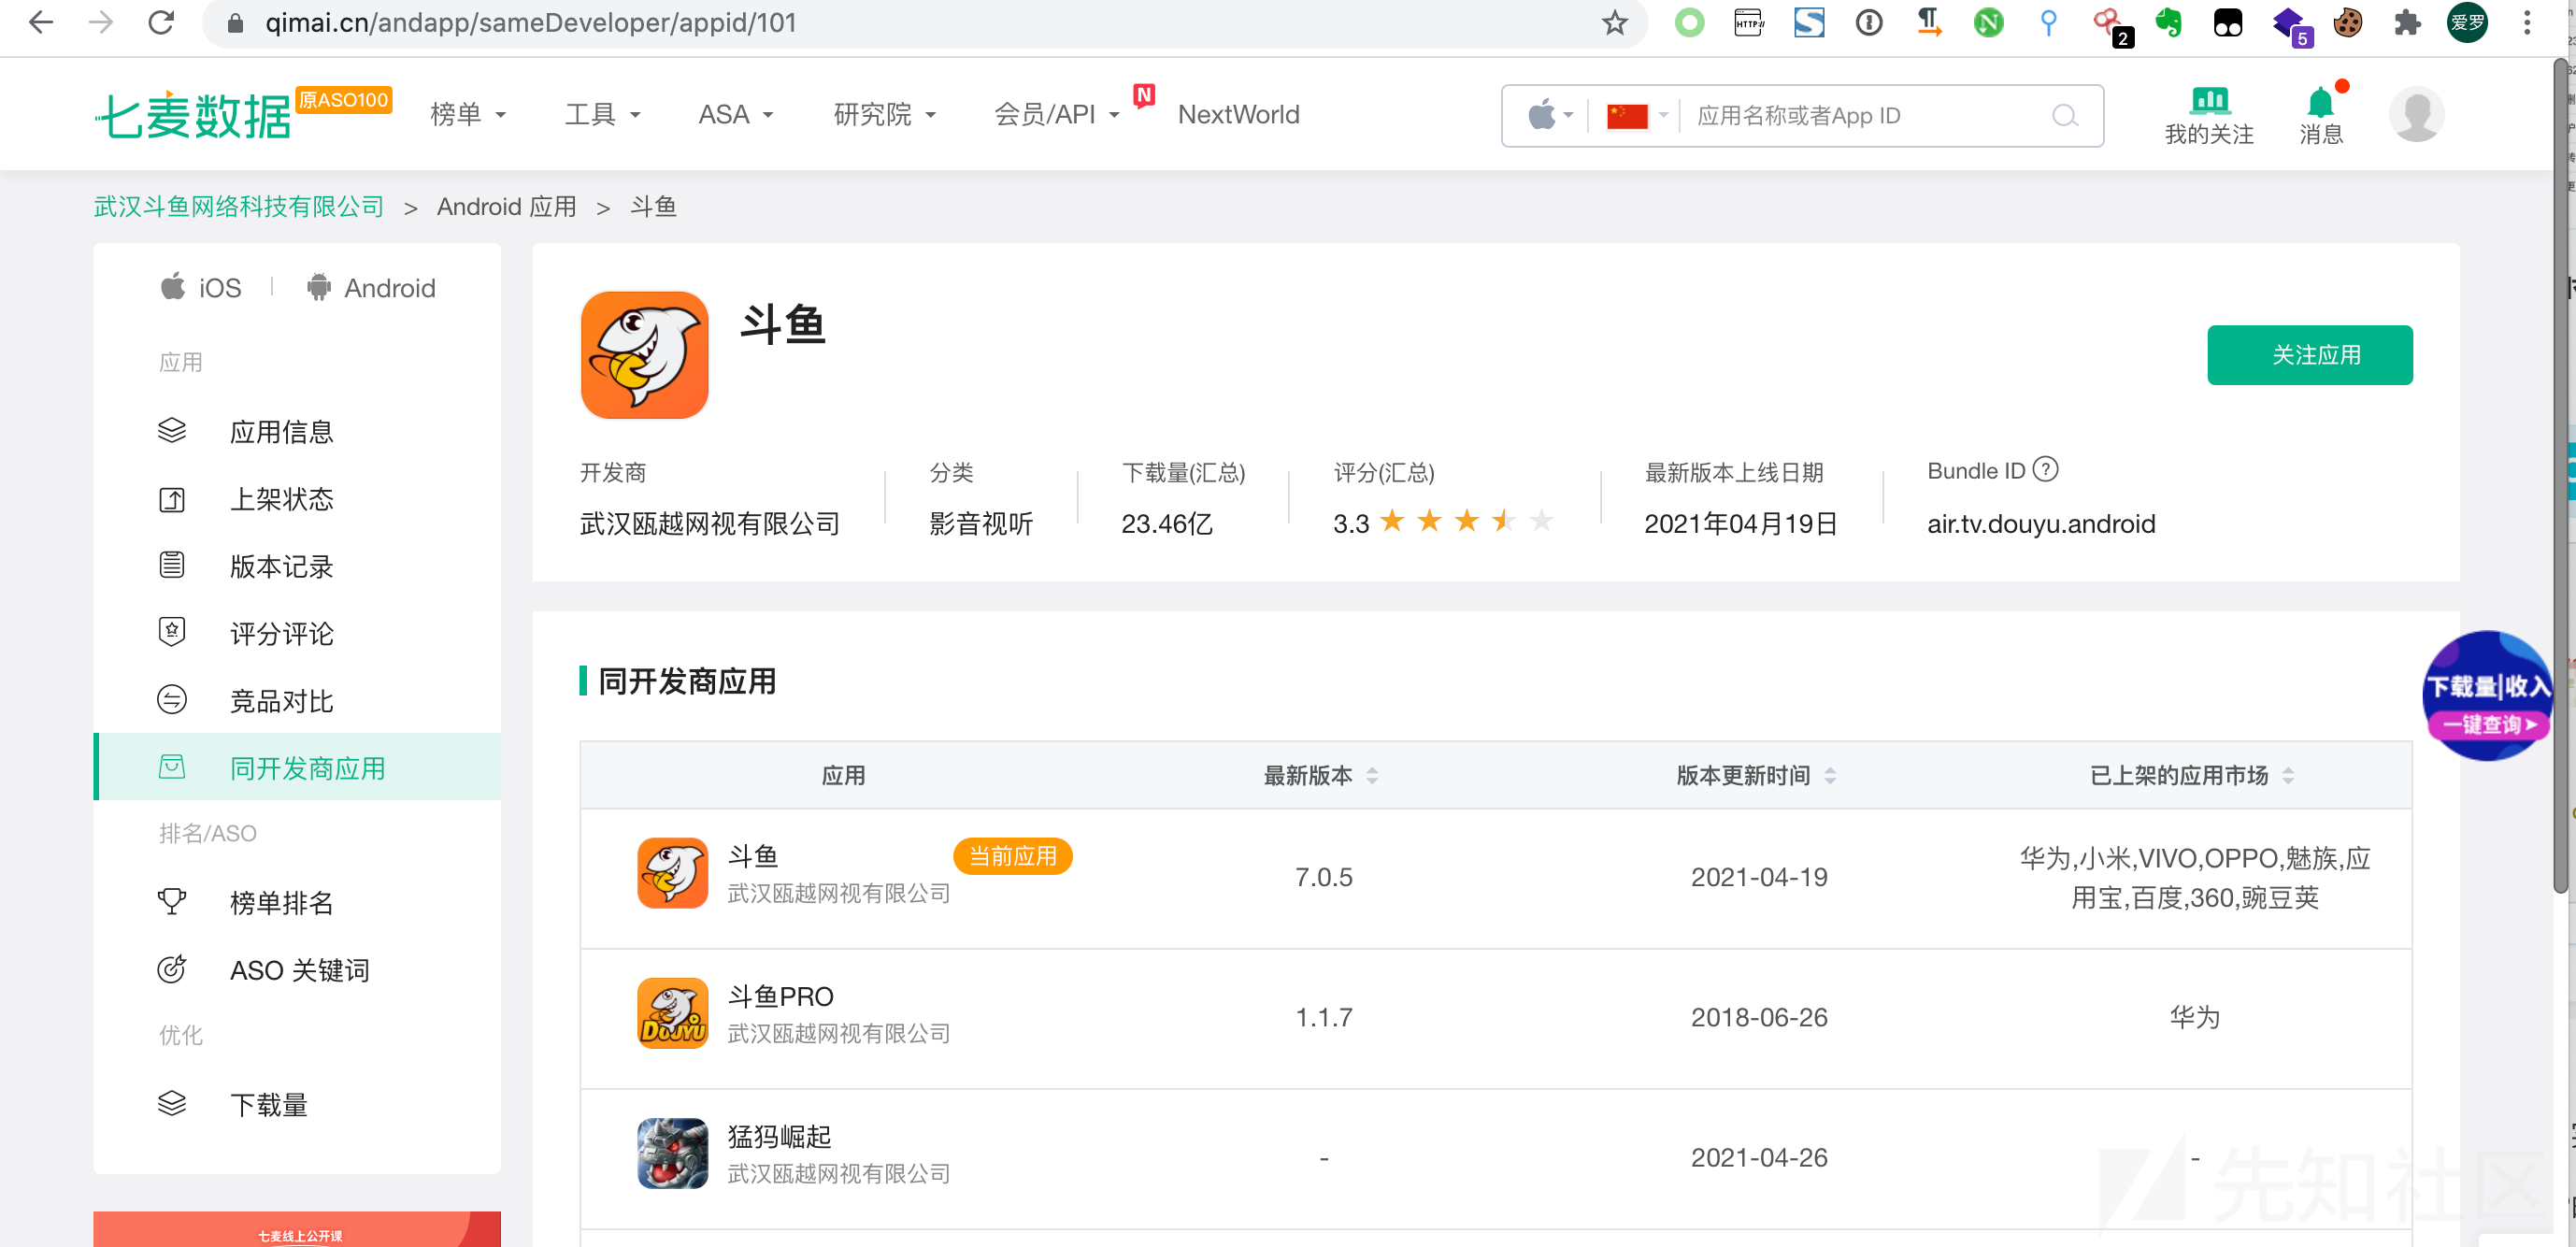 qimai.cn/andapp/sameDeveloper/appid/101
HTTP://
2
5
爱罗
七麦数据
原ASO100
榜单
工具
ASA
研究院
会员/API
N
NextWorld
应用名称或者App ID
我的关注
消息
武汉斗鱼网络科技有限公司 > Android 应用 > 斗鱼
iOS
Android
应用
应用信息
上架状态
版本记录
评分评论
竞品对比
同开发商应用
排名/ASO
榜单排名
ASO 关键词
优化
下载量
七麦线上公开课
斗鱼
关注应用
开发商
武汉瓯越网视有限公司
分类
影音视听
下载量(汇总)
23.46亿
评分(汇总)
3.3
最新版本上线日期
2021年04月19日
Bundle ID ?
air.tv.douyu.android
同开发商应用
应用 最新版本 版本更新时间 已上架的应用市场
斗鱼
当前应用
武汉瓯越网视有限公司
7.0.5
2021-04-19
华为,小米,VIVO,OPPO,魅族,应
用宝,百度,360,豌豆荚
DOUYU
斗鱼PRO
武汉瓯越网视有限公司
1.1.7
2018-06-26
华为
猛犸崛起
武汉瓯越网视有限公司
-
2021-04-26
-
下载量|收入
一键查询
先知社区